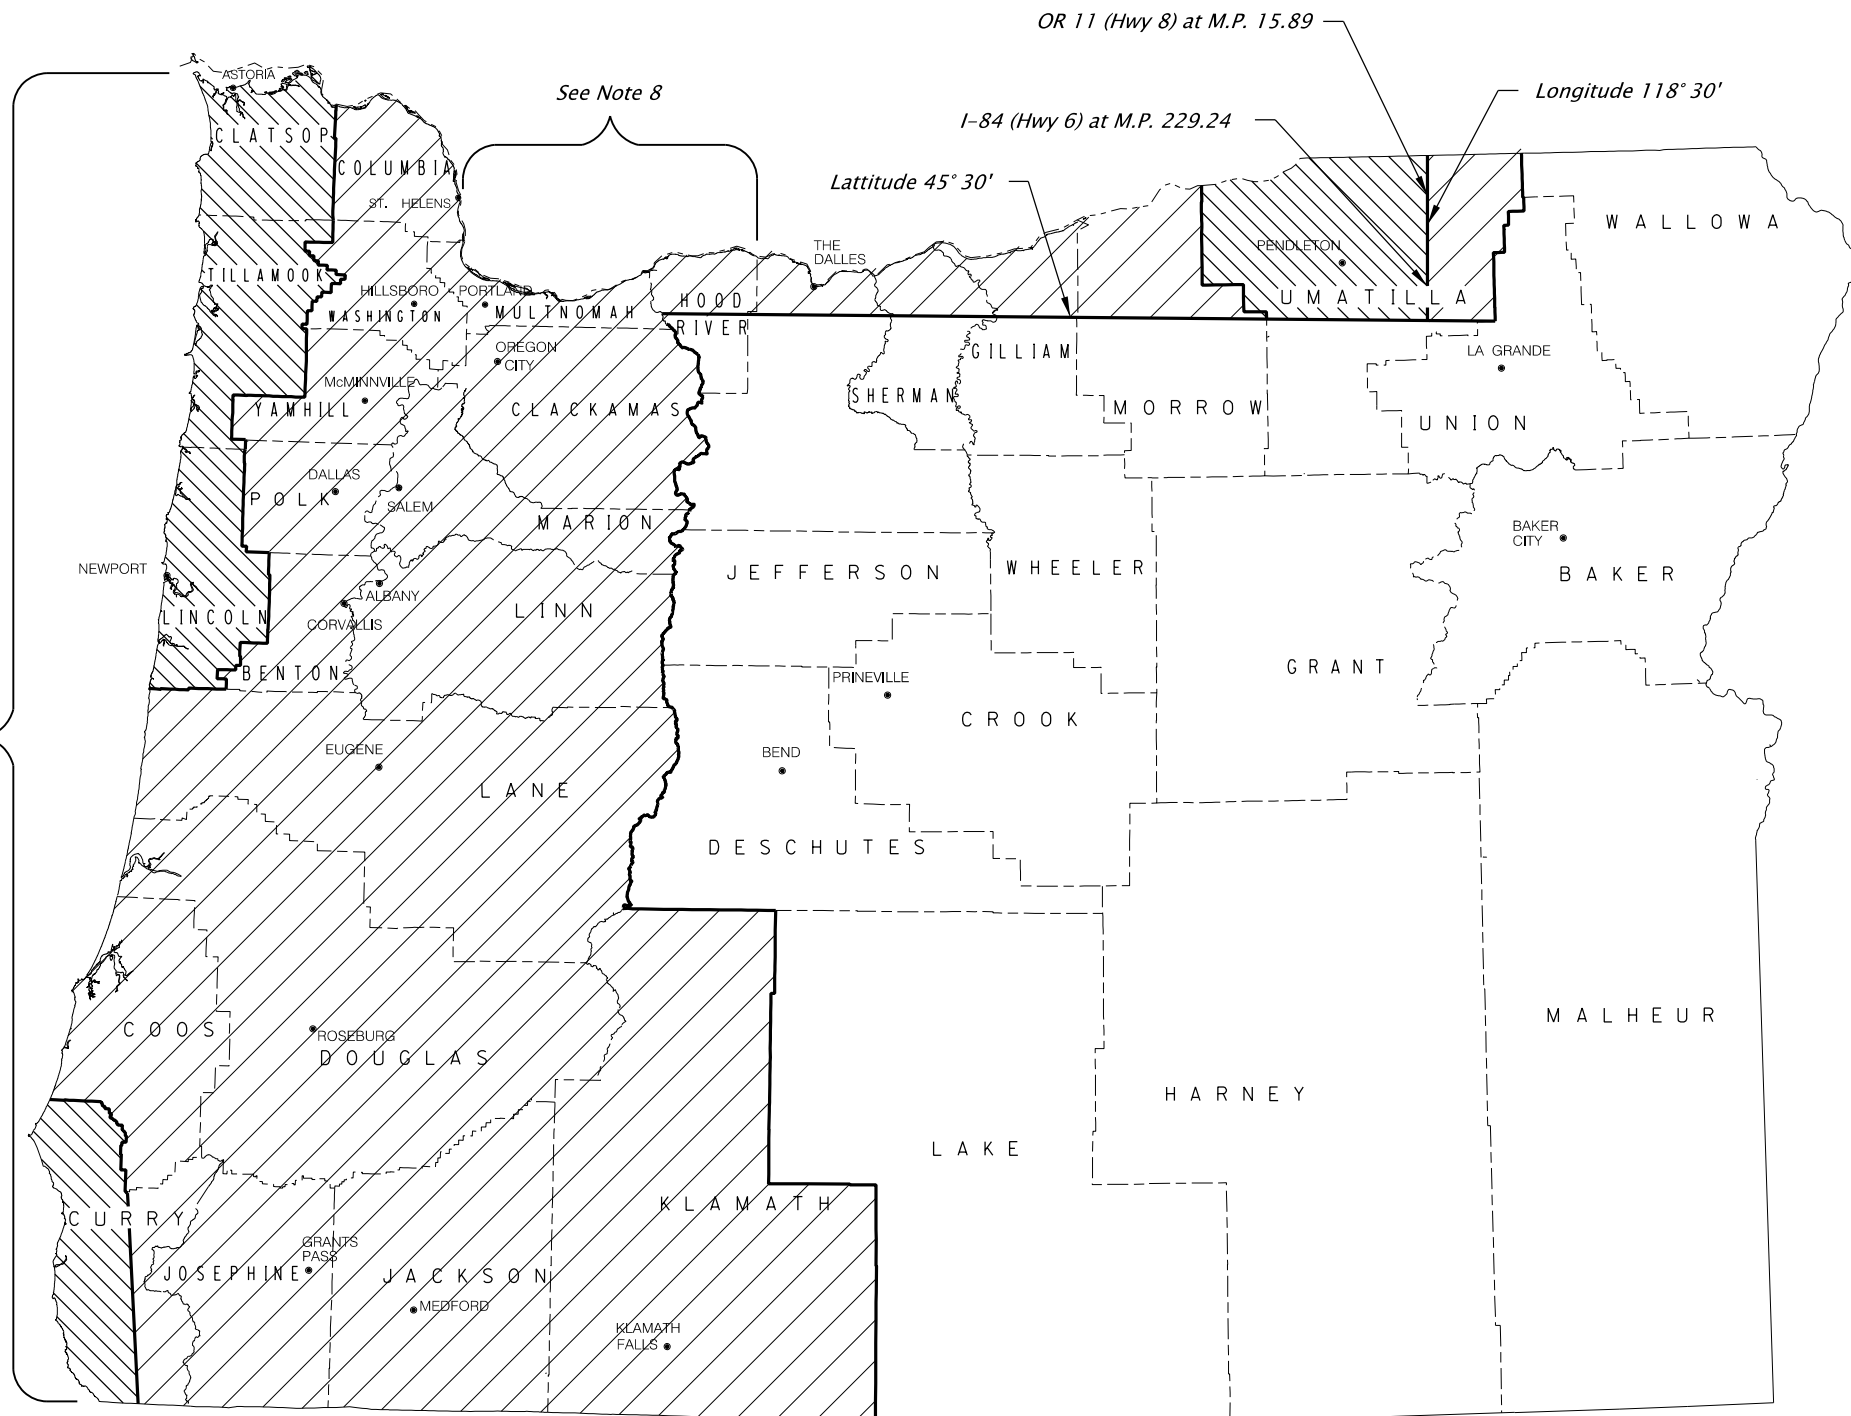 OR 11 (Hwy 8) at M.P. 15.89
See Note 8
Longitude 118° 30'
I-84 (Hwy 6) at M.P. 229.24
Lattitude 45° 30'
ASTORIA
CLATSOP
COLUMBIA
ST. HELENS
TILLAMOOK
HILLSBORO
PORTLAND
WASHINGTON
MULTNOMAH
HOOD
RIVER
THE
DALLES
PENDLETON
UMATILLA
WALLOWA
OREGON
CITY
GILLIAM
LA GRANDE
McMINNVILLE
YAMHILL
CLACKAMAS
SHERMAN
MORROW
UNION
DALLAS
POLK
SALEM
MARION
BAKER
CITY
NEWPORT
JEFFERSON
WHEELER
BAKER
ALBANY
LINCOLN
CORVALLIS
LINN
BENTON
GRANT
PRINEVILLE
CROOK
EUGENE
BEND
LANE
DESCHUTES
COOS
ROSEBURG
DOUGLAS
MALHEUR
HARNEY
LAKE
KLAMATH
CURRY
GRANTS
PASS
JOSEPHINE
JACKSON
MEDFORD
KLAMATH
FALLS